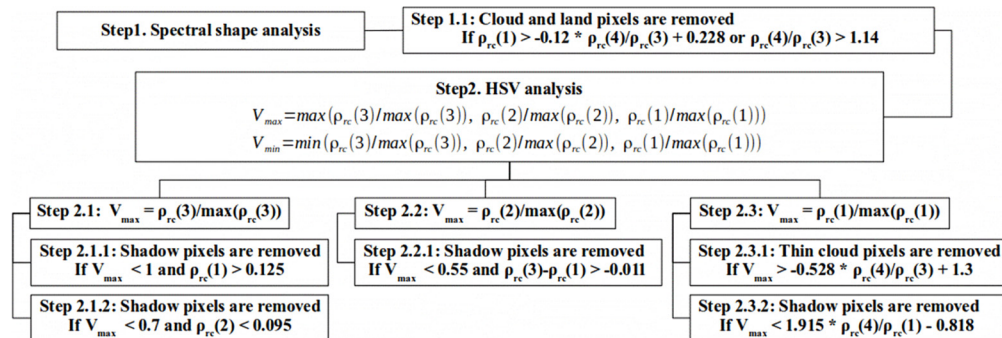 Step1. Spectral shape analysis
Step 1.1: Cloud and land pixels are removed
If ρrc(1) > -0.12 * ρrc(4)/ρrc(3) + 0.228 or ρrc(4)/ρrc(3) > 1.14
Step2. HSV analysis
Vmax=max(ρrc(3)/max(ρrc(3)), ρrc(2)/max(ρrc(2)), ρrc(1)/max(ρrc(1)))
Vmin=min(ρrc(3)/max(ρrc(3)), ρrc(2)/max(ρrc(2)), ρrc(1)/max(ρrc(1)))
Step 2.1: Vmax = ρrc(3)/max(ρrc(3))
Step 2.1.1: Shadow pixels are removed
If Vmax < 1 and ρrc(1) > 0.125
Step 2.1.2: Shadow pixels are removed
If Vmax < 0.7 and ρrc(2) < 0.095
Step 2.2: Vmax = ρrc(2)/max(ρrc(2))
Step 2.2.1: Shadow pixels are removed
If Vmax < 0.55 and ρrc(3)-ρrc(1) > -0.011
Step 2.3: Vmax = ρrc(1)/max(ρrc(1))
Step 2.3.1: Thin cloud pixels are removed
If Vmax > -0.528 * ρrc(4)/ρrc(3) + 1.3
Step 2.3.2: Shadow pixels are removed
If Vmax < 1.915 * ρrc(4)/ρrc(1) - 0.818